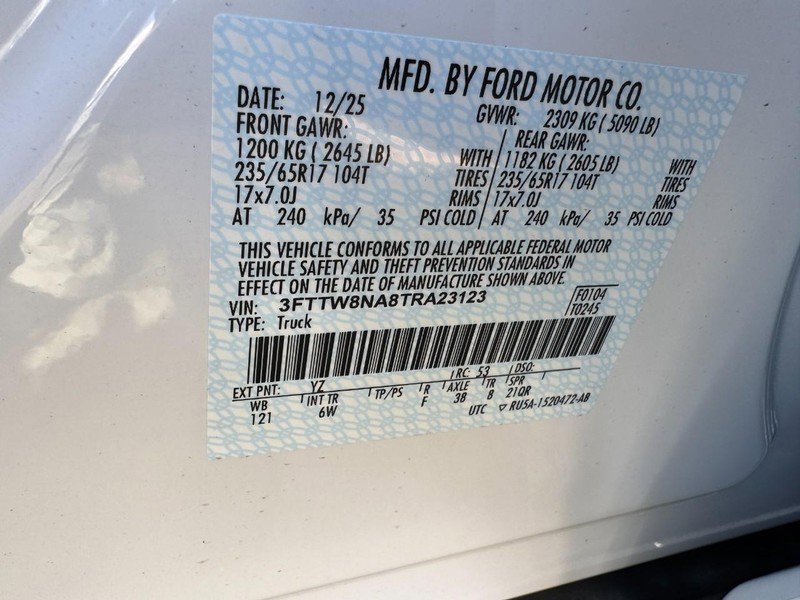 MFD. BY FORD MOTOR CO.
DATE: 12/25 GVWR: 2309 KG ( 5090 LB)
FRONT GAWR: REAR GAWR:
1200 KG ( 2645 LB) WITH 1182 KG ( 2605 LB) WITH
235/65R17 104T TIRES 235/65R17 104T TIRES
17x7.0J RIMS 17x7.0J RIMS
AT 240 kPa/ 35 PSI COLD AT 240 kPa/ 35 PSI COLD
THIS VEHICLE CONFORMS TO ALL APPLICABLE FEDERAL MOTOR
VEHICLE SAFETY AND THEFT PREVENTION STANDARDS IN
EFFECT ON THE DATE OF MANUFACTURE SHOWN ABOVE.
VIN: 3FTTW8NA8TRA23123 F0104
TYPE: Truck T0245
EXT PNT: YZ RC: 53 DSO:
WB INT TR TP/PS R AXLE TR SPR
121 6W F 3B 8 21QR
UTC RU5A-1520472-AB